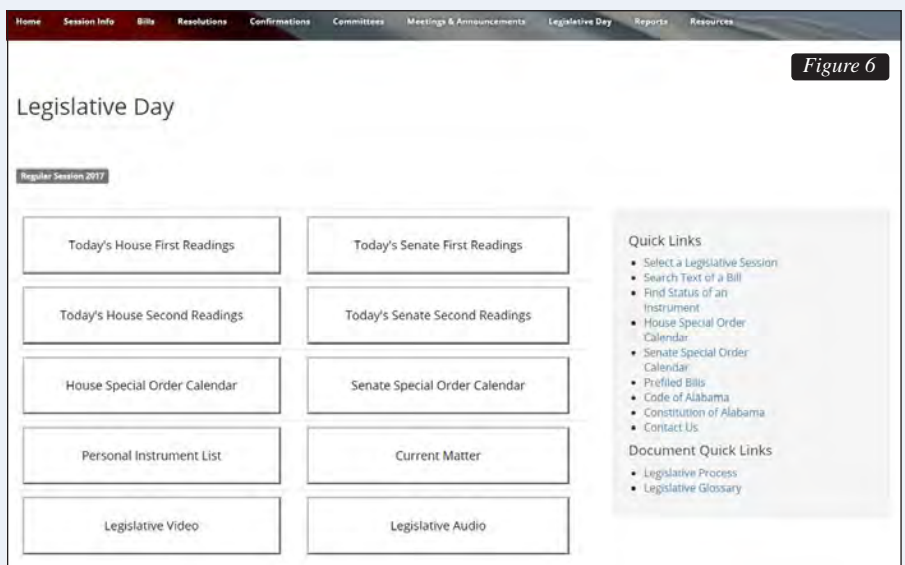 Home Session Info Bills Resolutions Confirmations Committees Meetings & Announcements Legislative Day Reports Resources
Figure 6
Legislative Day
Regular Session 2017
Today's House First Readings
Today's Senate First Readings
Today's House Second Readings
Today's Senate Second Readings
House Special Order Calendar
Senate Special Order Calendar
Personal Instrument List
Current Matter
Legislative Video
Legislative Audio
Quick Links
Select a Legislative Session
Search Text of a Bill
Find Status of an
Instrument
House Special Order
Calendar
Senate Special Order
Calendar
Prefiled Bills
Code of Alabama
Constitution of Alabama
Contact Us
Document Quick Links
Legislative Process
Legislative Glossary